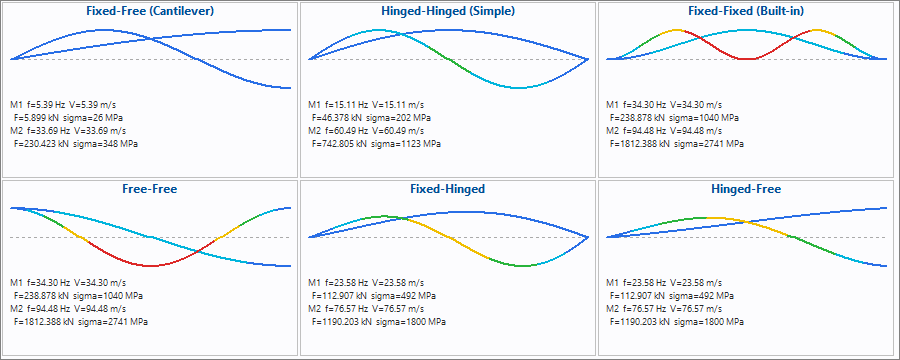 Fixed-Free (Cantilever)
M1 f=5.39 Hz V=5.39 m/s
F=5.899 kN sigma=26 MPa
M2 f=33.69 Hz V=33.69 m/s
F=230.423 kN sigma=348 MPa
Hinged-Hinged (Simple)
M1 f=15.11 Hz V=15.11 m/s
F=46.378 kN sigma=202 MPa
M2 f=60.49 Hz V=60.49 m/s
F=742.805 kN sigma=1123 MPa
Fixed-Fixed (Built-in)
M1 f=34.30 Hz V=34.30 m/s
F=238.878 kN sigma=1040 MPa
M2 f=94.48 Hz V=94.48 m/s
F=1812.388 kN sigma=2741 MPa
Free-Free
M1 f=34.30 Hz V=34.30 m/s
F=238.878 kN sigma=1040 MPa
M2 f=94.48 Hz V=94.48 m/s
F=1812.388 kN sigma=2741 MPa
Fixed-Hinged
M1 f=23.58 Hz V=23.58 m/s
F=112.907 kN sigma=492 MPa
M2 f=76.57 Hz V=76.57 m/s
F=1190.203 kN sigma=1800 MPa
Hinged-Free
M1 f=23.58 Hz V=23.58 m/s
F=112.907 kN sigma=492 MPa
M2 f=76.57 Hz V=76.57 m/s
F=1190.203 kN sigma=1800 MPa